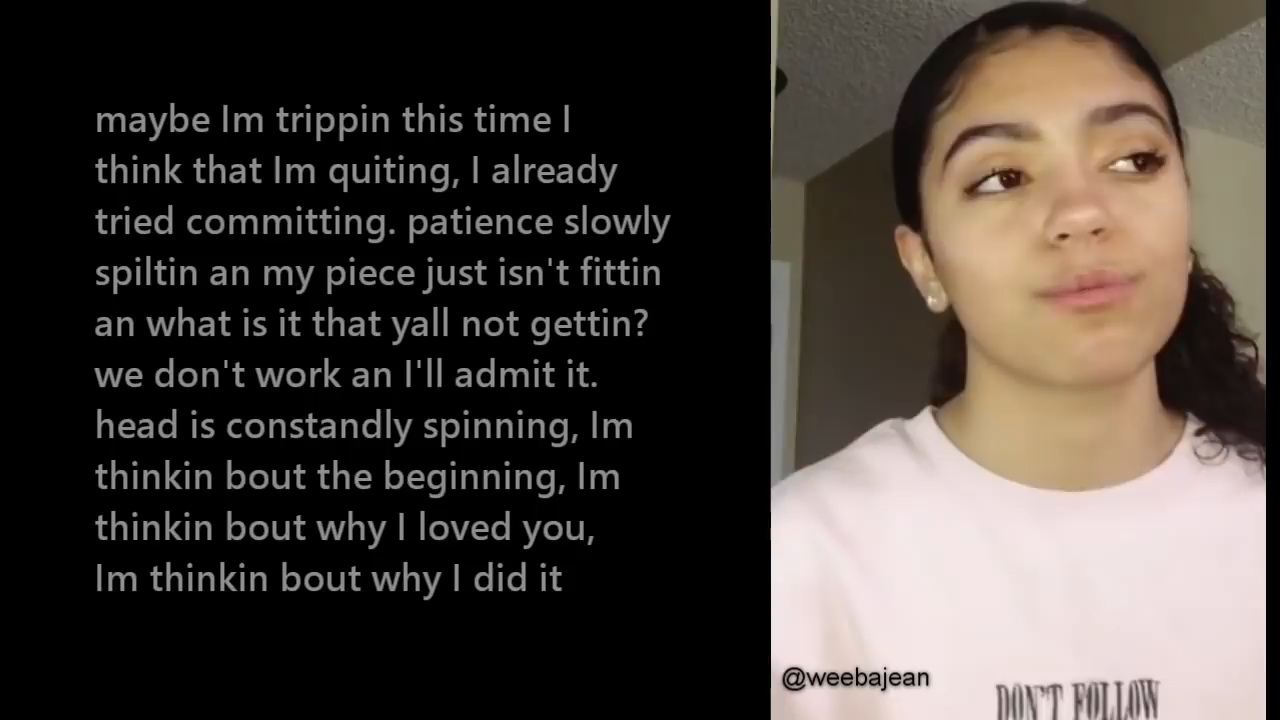 maybe Im trippin this time I
think that Im quiting, I already
tried committing. patience slowly
spiltin an my piece just isn't fittin
an what is it that yall not gettin?
we don't work an I'll admit it.
head is constandly spinning, Im
thinkin bout the beginning, Im
thinkin bout why I loved you,
Im thinkin bout why I did it
@weebajean
DON'T FOLLOW